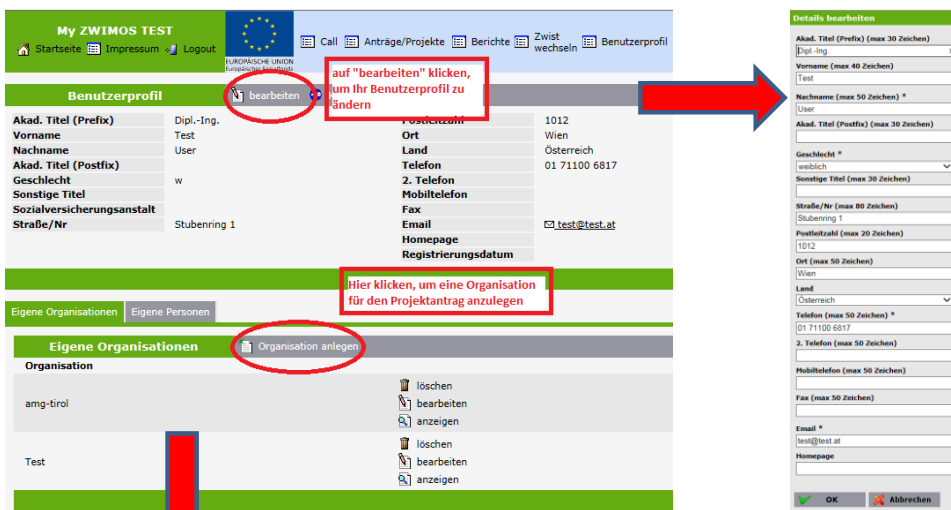 My ZWIMOS TEST
Startseite Impressum Logout
EUROPÄISCHE UNION
Europäischer Sozialfonds
Call Anträge/Projekte Berichte Zwist wechseln Benutzerprofil
auf "bearbeiten" klicken,
um Ihr Benutzerprofil zu
ändern
Benutzerprofil bearbeiten
Akad. Titel (Prefix) Dipl.-Ing. Postleitzahl 1012
Vorname Test Ort Wien
Nachname User Land Österreich
Akad. Titel (Postfix) Telefon 01 71100 6817
Geschlecht w 2. Telefon
Sonstige Titel Mobiltelefon
Sozialversicherungsanstalt Fax
Straße/Nr Stubenring 1 Email test@test.at
Homepage
Registrierungsdatum
Hier klicken, um eine Organisation
für den Projektantrag anzulegen
Eigene Organisationen Eigene Personen
Eigene Organisationen Organisation anlegen
Organisation
löschen
amg-tirol bearbeiten
anzeigen
löschen
Test bearbeiten
anzeigen
Details bearbeiten
Akad. Titel (Prefix) (max 30 Zeichen)
Dipl.-Ing.
Vorname (max 40 Zeichen)
Test
Nachname (max 50 Zeichen) *
User
Akad. Titel (Postfix) (max 30 Zeichen)
Geschlecht *
weiblich
Sonstige Titel (max 30 Zeichen)
Straße/Nr (max 80 Zeichen)
Stubenring 1
Postleitzahl (max 20 Zeichen)
1012
Ort (max 50 Zeichen)
Wien
Land
Österreich
Telefon (max 50 Zeichen) *
01 71100 6817
2. Telefon (max 50 Zeichen)
Mobiltelefon (max 50 Zeichen)
Fax (max 50 Zeichen)
Email *
test@test.at
Homepage
OK Abbrechen